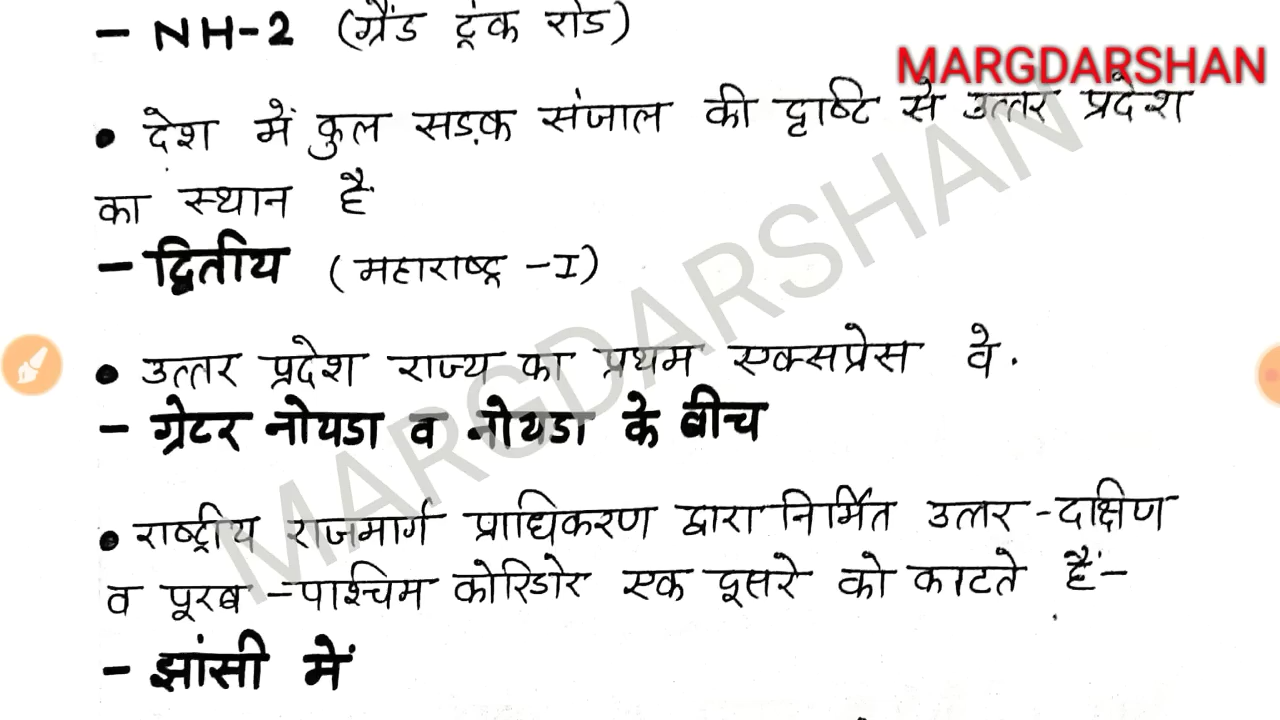 - NH-2 (ग्रैंड ट्रंक रोड)
MARGDARSHAN
• देश में कुल सड़क संजाल की दृष्टि से उत्तर प्रदेश
का स्थान है
- द्वितीय (महाराष्ट्र -I)
• उत्तर प्रदेश राज्य का प्रथम एक्सप्रेस वे.
- ग्रेटर नोयडा व नोयडा के बीच
• राष्ट्रीय राजमार्ग प्राधिकरण द्वारा निर्मित उत्तर-दक्षिण
व पूरब-पाश्चिम कोरिडोर एक दूसरे को काटते हैं-
- झांसी में
MARGDARSHAN